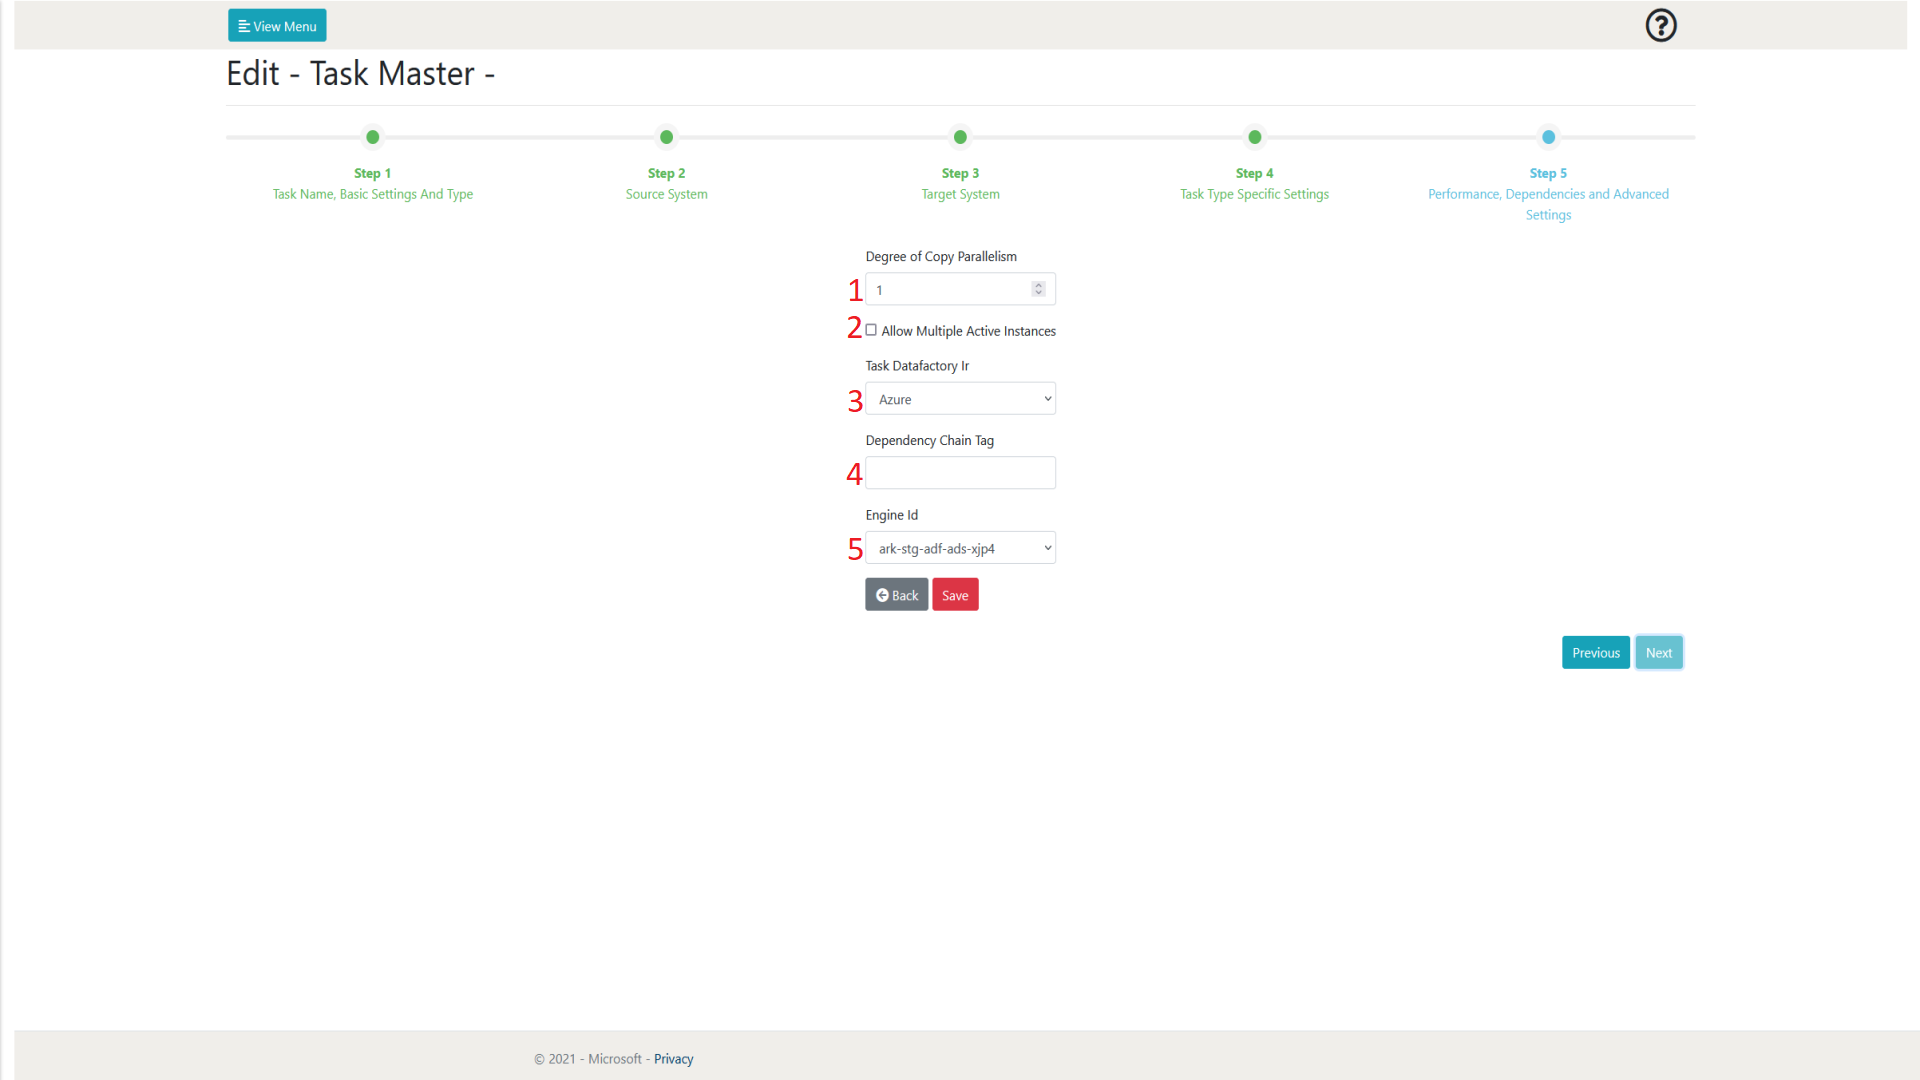 View Menu
?
Edit - Task Master -
Step 1
Task Name, Basic Settings And Type
Step 2
Source System
Step 3
Target System
Step 4
Task Type Specific Settings
Step 5
Performance, Dependencies and Advanced
Settings
Degree of Copy Parallelism
1 1
2 Allow Multiple Active Instances
Task Datafactory Ir
3 Azure
Dependency Chain Tag
4
Engine Id
5 ark-stg-adf-ads-xjp4
Back Save
Previous Next
© 2021 - Microsoft - Privacy